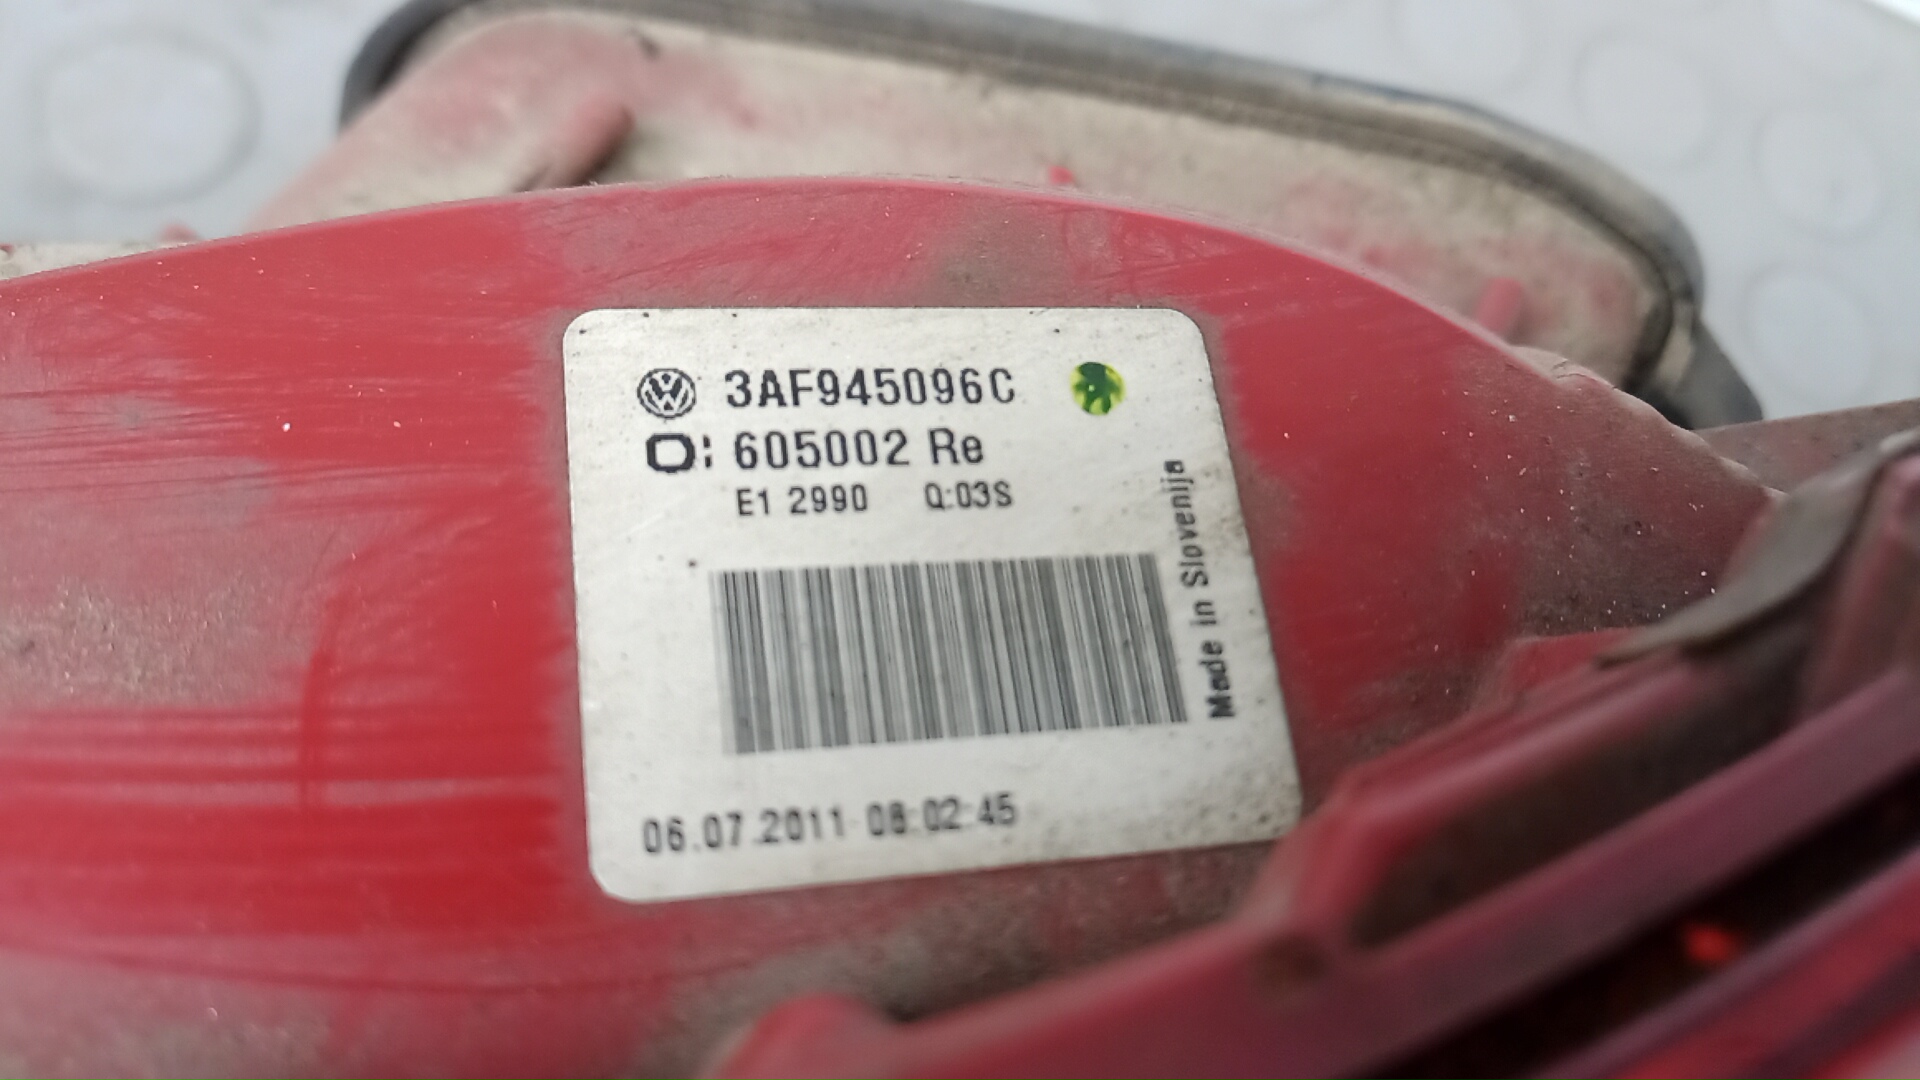 3AF945096C
O: 605002 Re
E1 2990 Q:03S
Made in Slovenija
06.07.2011 08:02:45